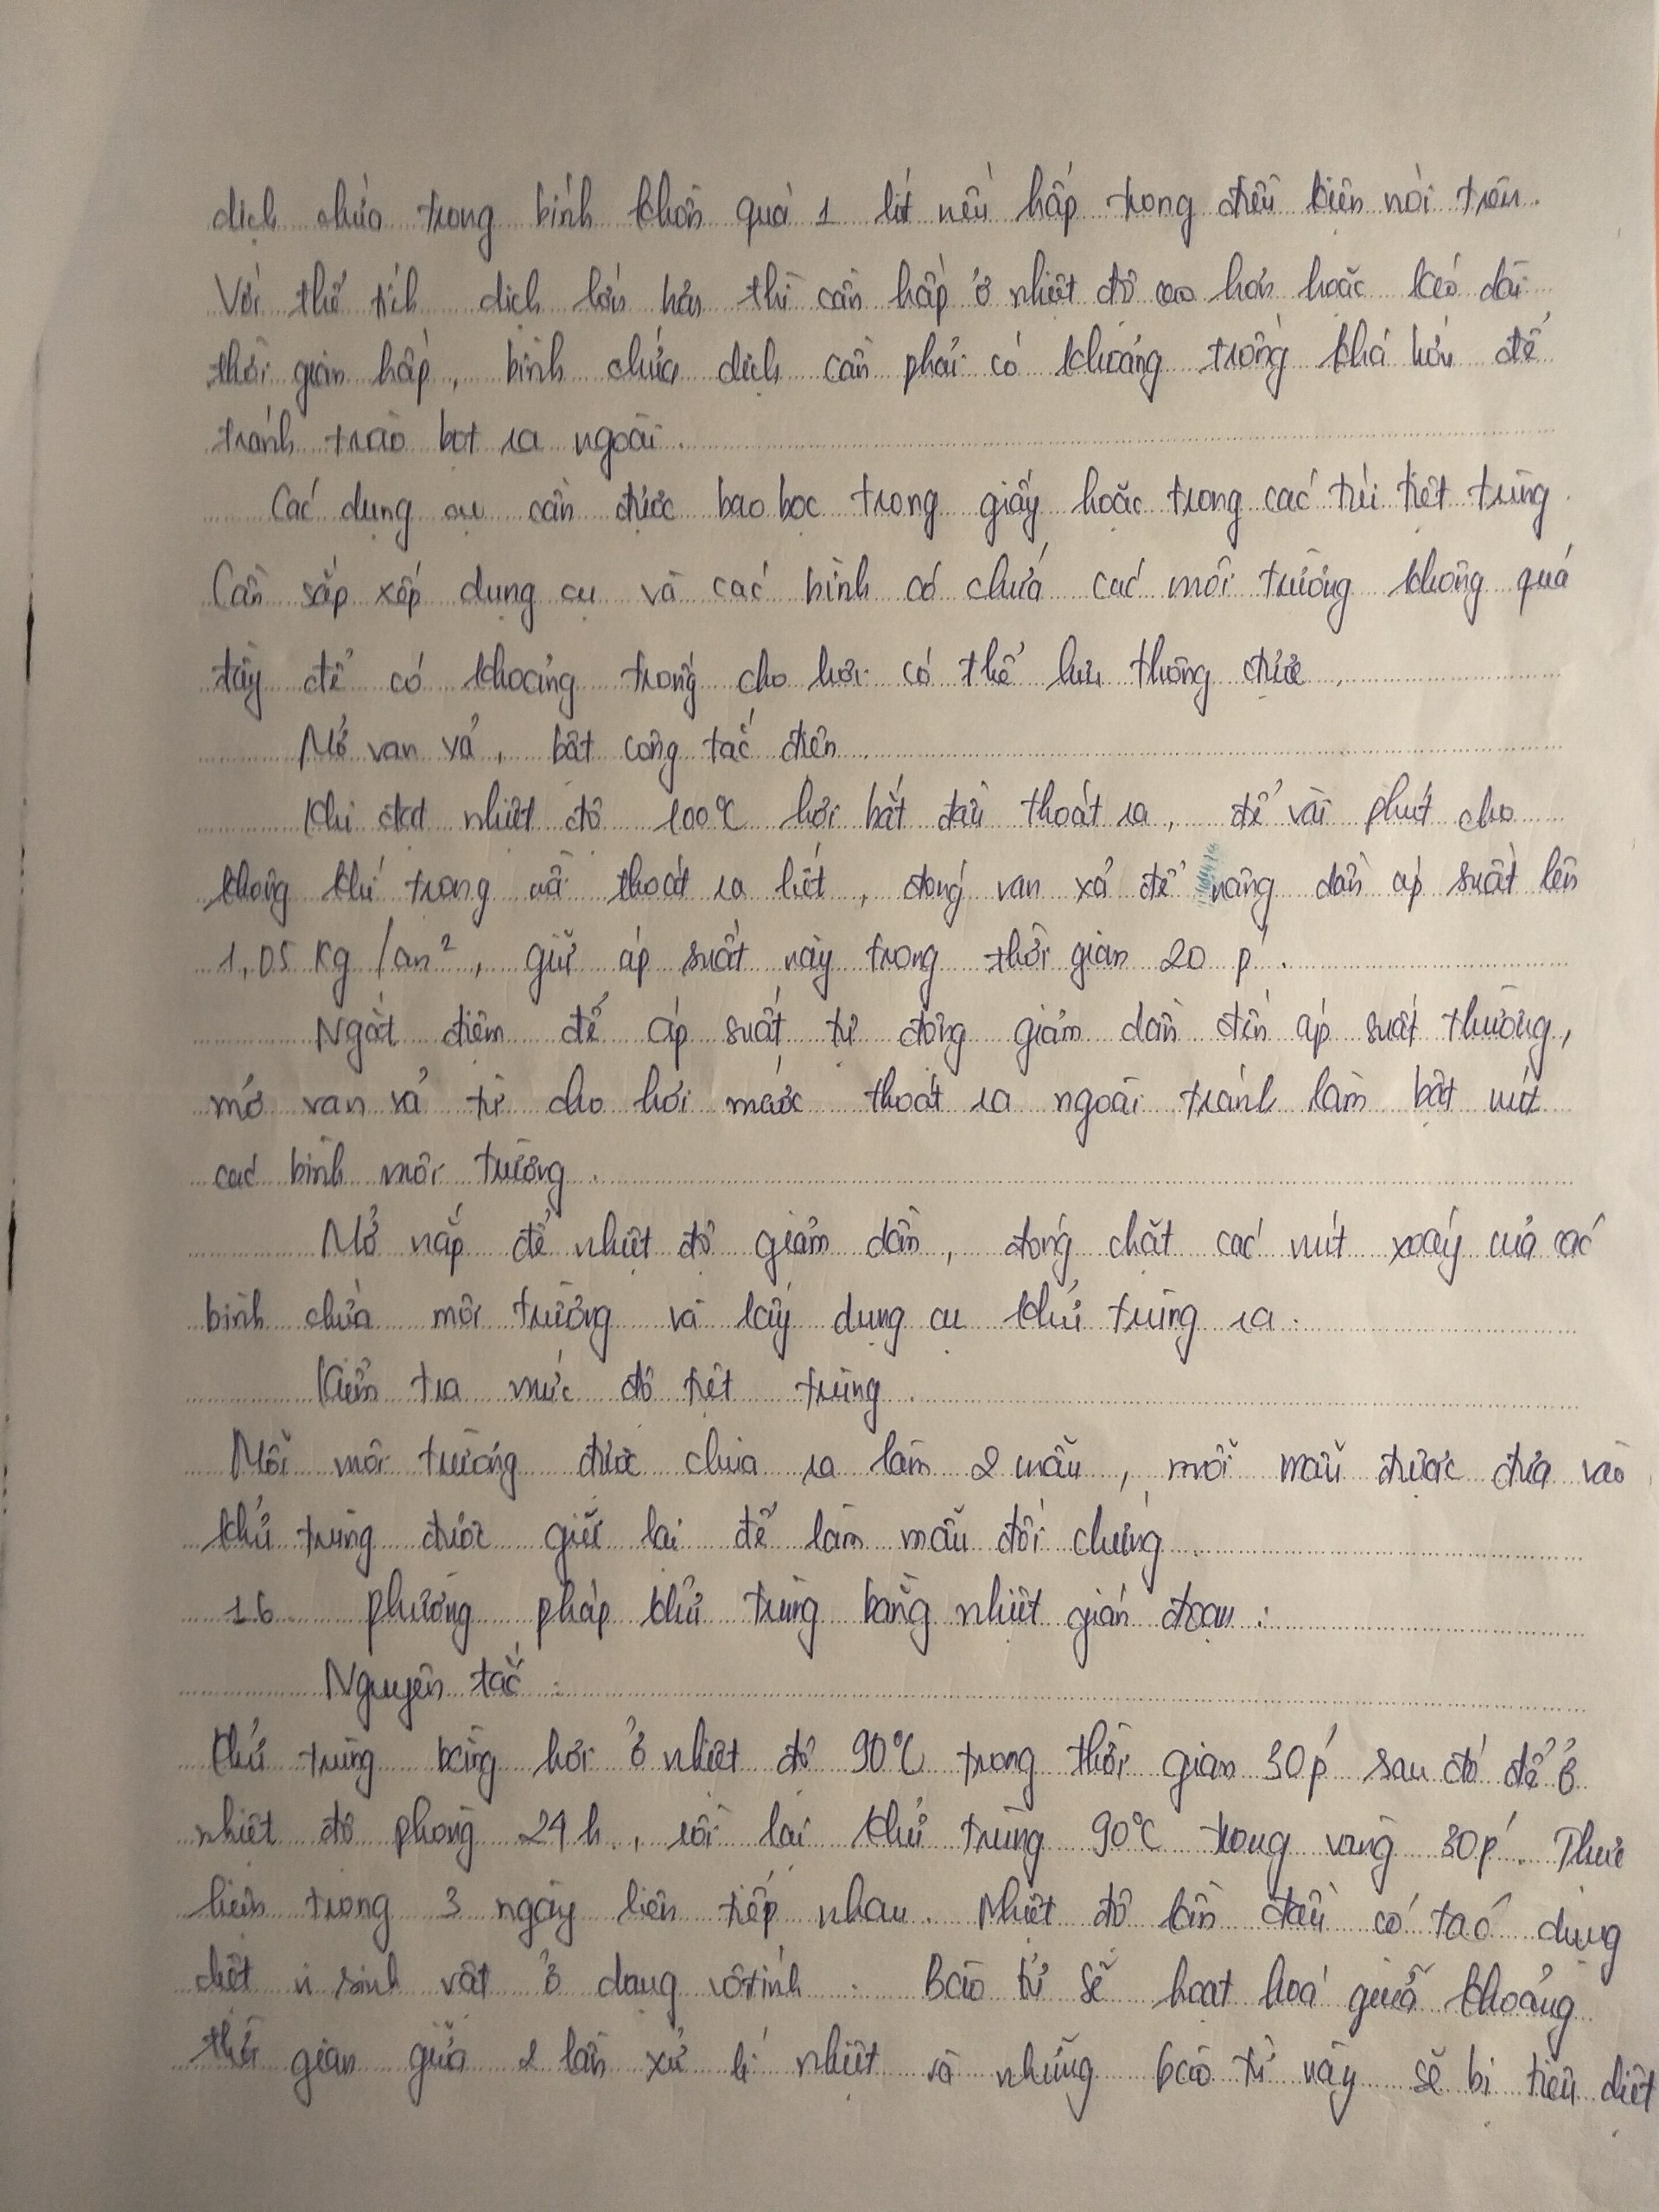 dịch chứa trong bình khôn quá 1 lít nếu hấp trong điều kiện nói trên.
Với thể tích dịch lớn hơn thì cần hấp ở nhiệt độ cao hơn hoặc kéo dài
thời gian hấp, bình chứa dịch cần phải có khoảng trống khá lớn để
tránh trào bọt ra ngoài.
Các dụng cụ cần được bao bọc trong giấy hoặc trong các túi tiệt trùng.
Cần sắp xếp dụng cụ và các bình có chứa các môi trường không quá
đầy để có khoảng trống cho hơi có thể lưu thông được.
Mở van xả, bật công tắc điện
Khi đạt nhiệt độ 100°C hơi bắt đầu thoát ra, để vài phút cho
không khí trong nồi thoát ra hết, đóng van xả để nâng dần áp suất lên
1,05 Kg/cm², giữ áp suất này trong thời gian 20 p'.
Ngắt điêm để áp suất tự động giảm dần đến áp suất thường,
mở van xả từ cho hơi nước thoát ra ngoài tránh làm bật nút
các bình môi trường.
Mở nắp để nhiệt độ giảm dần, đóng chặt các nút xoáy của các
bình chứa môi trường và lấy dụng cụ khử trùng ra.
Kiểm tra mức độ tiệt trùng.
Mỗi môi trường được chia ra làm 2 mẫu, mỗi mẫu được đưa vào
khử trùng được giữ lại để làm mẫu đối chứng.
1.6 phương pháp khử trùng bằng nhiệt gián đoạn:
Nguyên tắc:
Khử trùng bằng hơi ở nhiệt độ 90°C trong thời gian 30p' sau đó để ở
nhiệt độ phòng 24h, rồi lại khử trùng 90°C trong vòng 30p'. Thực
hiện trong 3 ngày liên tiếp nhau. Nhiệt độ lần đầu có tác dụng
diệt vi sinh vật ở dạng vô tính. Bào tử sẽ hoạt hoá giữa khoảng
thời gian giữa 2 lần xử lí nhiệt và những bào tử này sẽ bị tiêu diệt